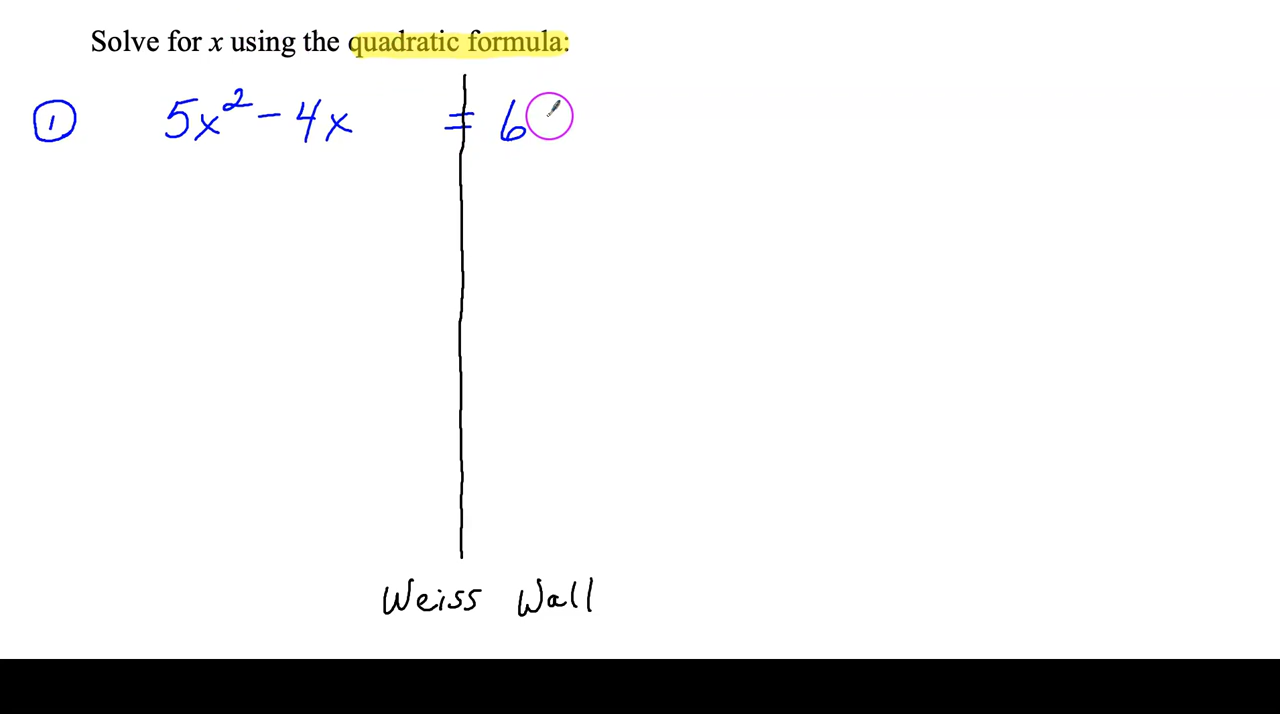 Solve for x using the quadratic formula:
① 5x² - 4x = 6
Weiss Wall